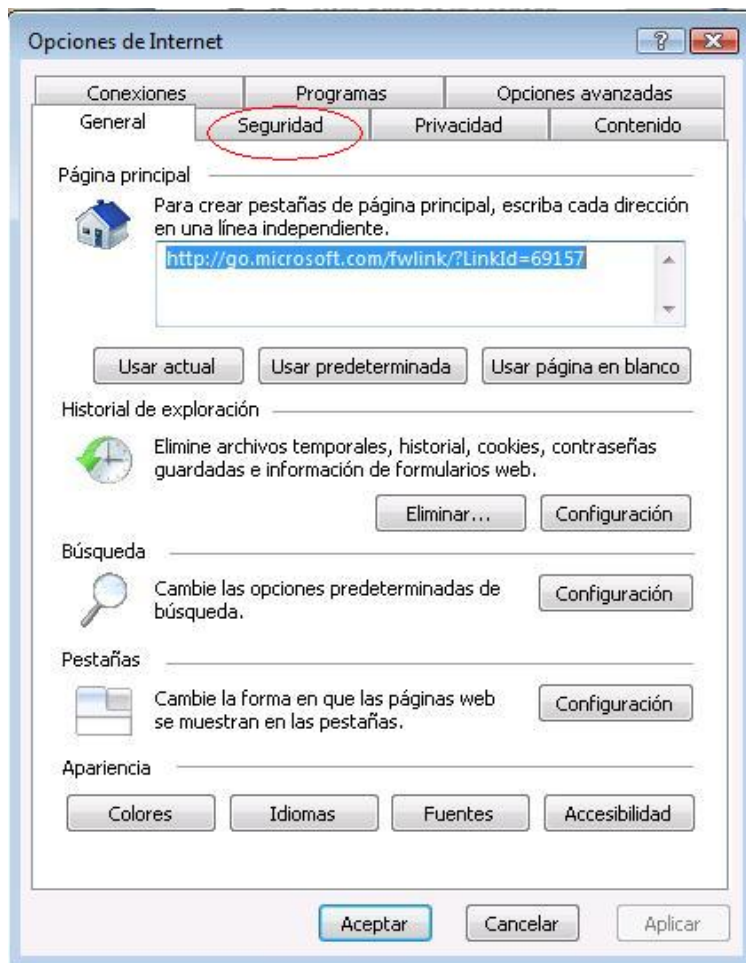 Opciones de Internet
Conexiones
Programas
Opciones avanzadas
General
Seguridad
Privacidad
Contenido
Página principal
Para crear pestañas de página principal, escriba cada dirección
en una línea independiente.
http://go.microsoft.com/fwlink/?LinkId=69157
Usar actual
Usar predeterminada
Usar página en blanco
Historial de exploración
Elimine archivos temporales, historial, cookies, contraseñas
guardadas e información de formularios web.
Eliminar...
Configuración
Búsqueda
Cambie las opciones predeterminadas de
búsqueda.
Configuración
Pestañas
Cambie la forma en que las páginas web
se muestran en las pestañas.
Configuración
Apariencia
Colores
Idiomas
Fuentes
Accesibilidad
Aceptar
Cancelar
Aplicar